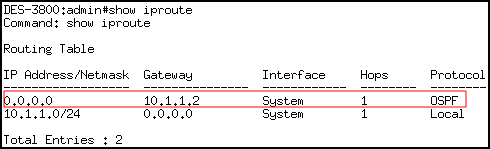 DES-3800:admin#show iproute
Command: show iproute
Routing Table
IP Address/Netmask  Gateway          Interface     Hops      Protocol
------------------  ---------------  ------------  --------  --------
0.0.0.0             10.1.1.2         System        1         OSPF
10.1.1.0/24         0.0.0.0          System        1         Local
Total Entries : 2